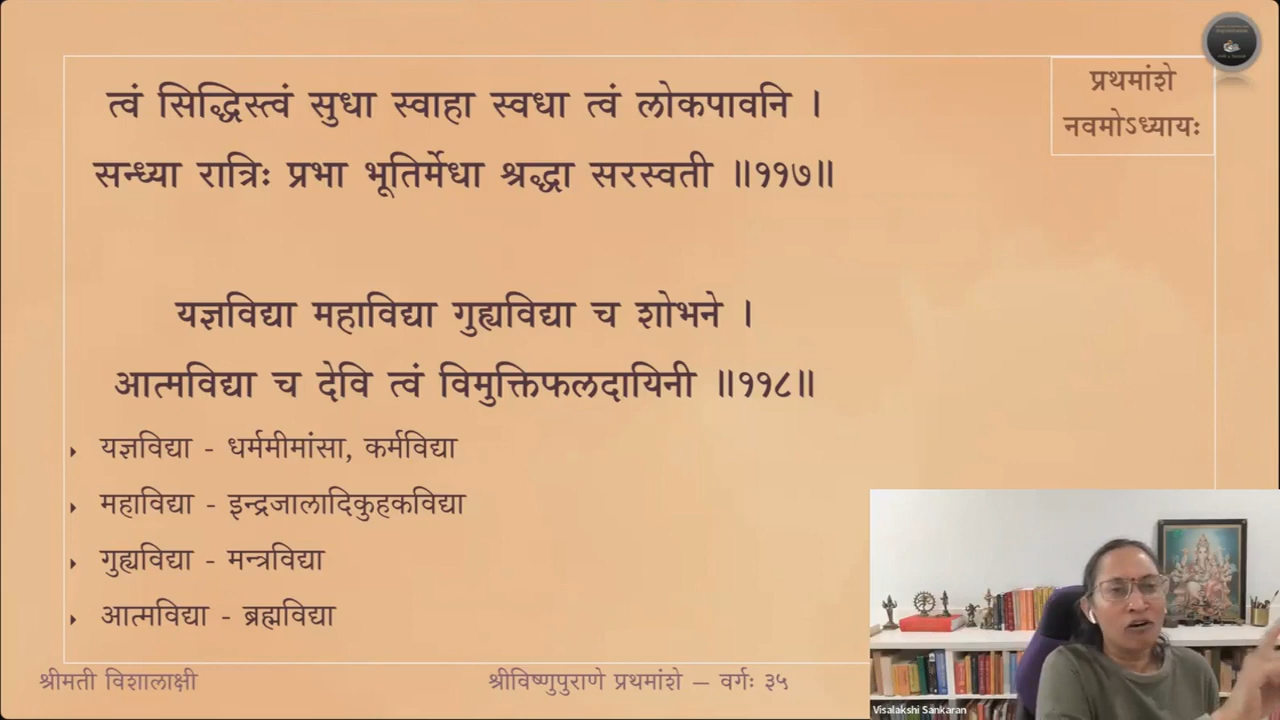 त्वं सिद्धिस्त्वं सुधा स्वाहा स्वधा त्वं लोकपावनि ।
सन्ध्या रात्रिः प्रभा भूतिर्मेधा श्रद्धा सरस्वती ॥११७॥
प्रथमांशे
नवमोऽध्यायः
यज्ञविद्या महाविद्या गुह्यविद्या च शोभने ।
आत्मविद्या च देवि त्वं विमुक्तिफलदायिनी ॥११८॥
यज्ञविद्या - धर्ममीमांसा, कर्मविद्या
महाविद्या - इन्द्रजालादिकुहकविद्या
गुह्यविद्या - मन्त्रविद्या
आत्मविद्या - ब्रह्मविद्या
श्रीमती विशालाक्षी
श्रीविष्णुपुराणे प्रथमांशे – वर्गः ३५
Visalakshi Sankaran